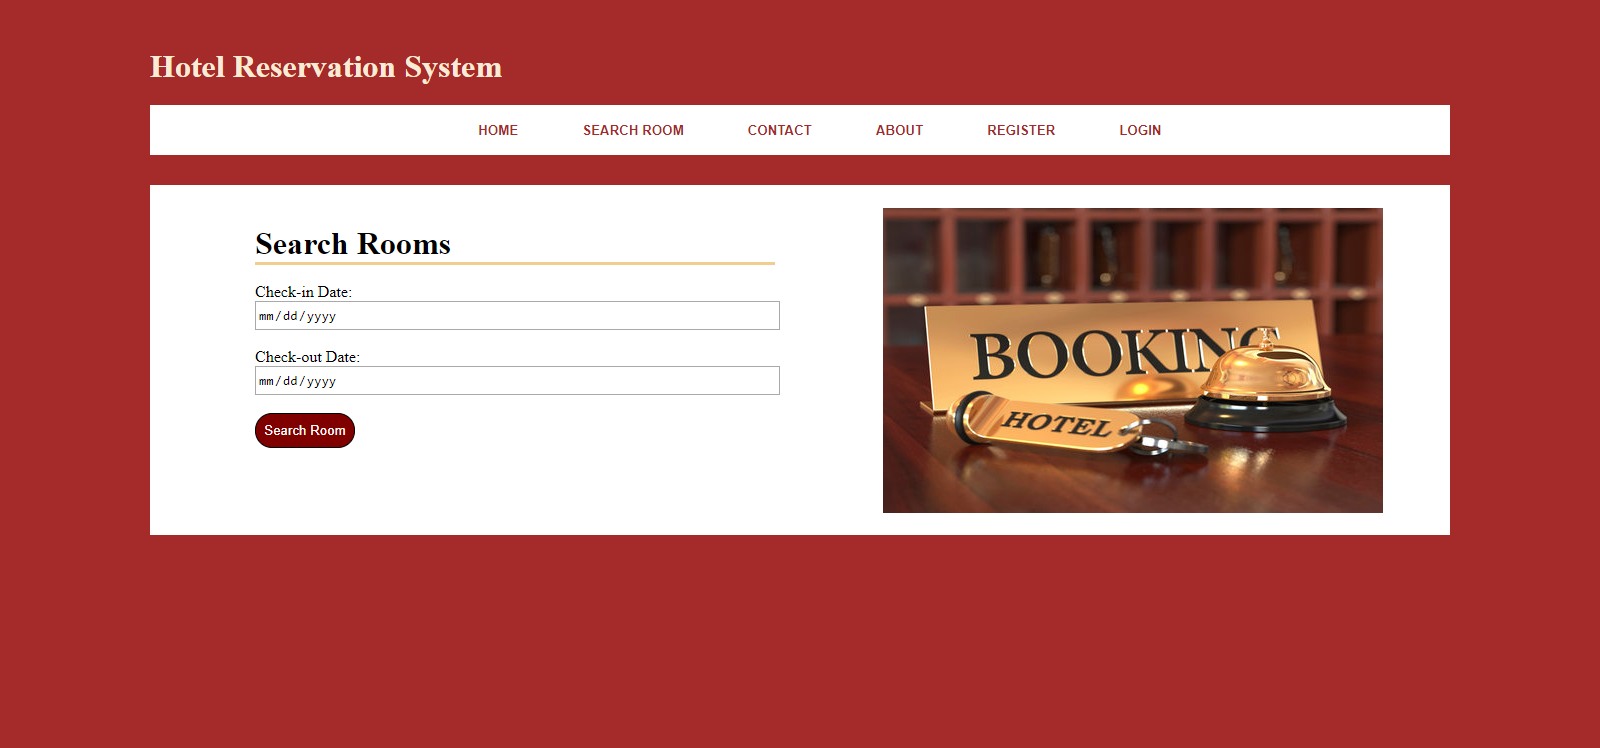 Hotel Reservation System
HOME SEARCH ROOM CONTACT ABOUT REGISTER LOGIN
Search Rooms
Check-in Date:
mm/dd/yyyy
Check-out Date:
mm/dd/yyyy
Search Room
BOOKING
HOTEL